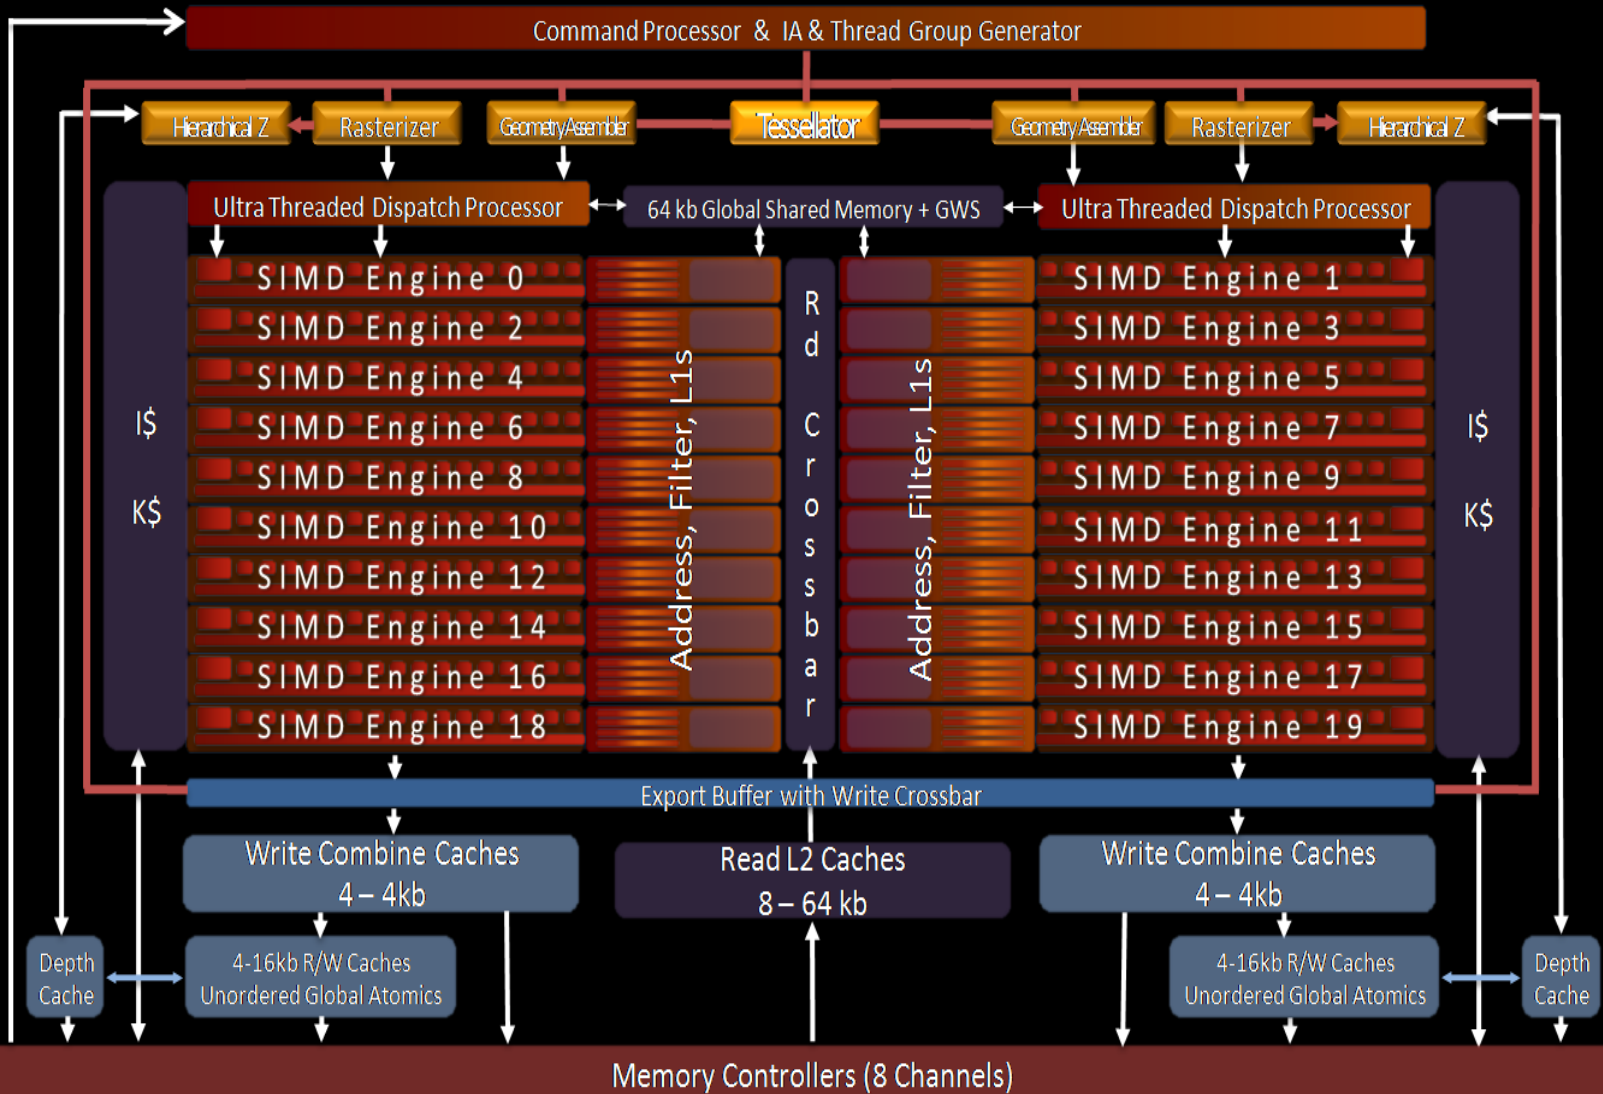 Command Processor & IA & Thread Group Generator
Hierarchical Z
Rasterizer
Geometry Assembler
Tessellator
Geometry Assembler
Rasterizer
Hierarchical Z
Ultra Threaded Dispatch Processor
64 kb Global Shared Memory + GWS
Ultra Threaded Dispatch Processor
I$
K$
SIMD Engine 0
SIMD Engine 2
SIMD Engine 4
SIMD Engine 6
SIMD Engine 8
SIMD Engine 10
SIMD Engine 12
SIMD Engine 14
SIMD Engine 16
SIMD Engine 18
Address, Filter, L1s
Rd Crossbar
Address, Filter, L1s
SIMD Engine 1
SIMD Engine 3
SIMD Engine 5
SIMD Engine 7
SIMD Engine 9
SIMD Engine 11
SIMD Engine 13
SIMD Engine 15
SIMD Engine 17
SIMD Engine 19
I$
K$
Export Buffer with Write Crossbar
Write Combine Caches
4 – 4kb
Read L2 Caches
8 – 64 kb
Write Combine Caches
4 – 4kb
Depth
Cache
4-16kb R/W Caches
Unordered Global Atomics
4-16kb R/W Caches
Unordered Global Atomics
Depth
Cache
Memory Controllers (8 Channels)